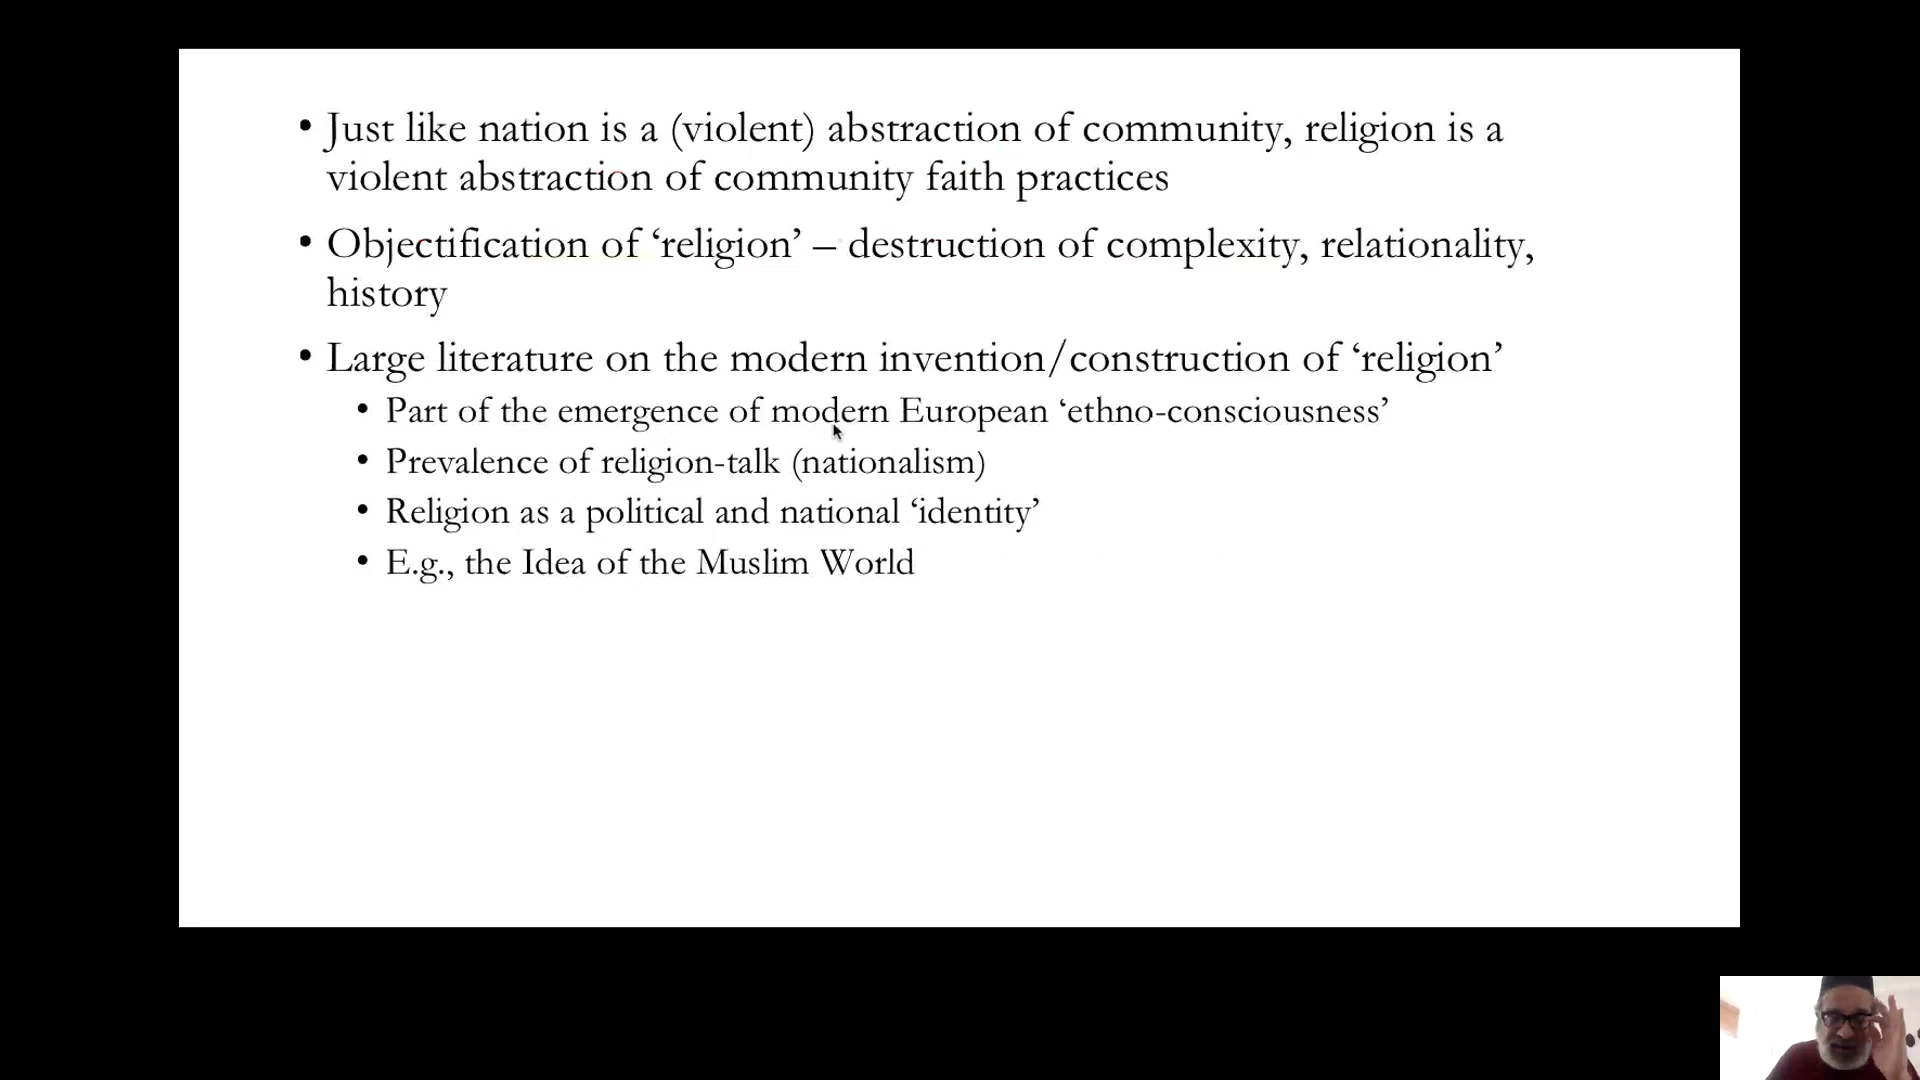 • Just like nation is a (violent) abstraction of community, religion is a
violent abstraction of community faith practices
• Objectification of ‘religion’ – destruction of complexity, relationality,
history
• Large literature on the modern invention/construction of ‘religion’
• Part of the emergence of modern European ‘ethno-consciousness’
• Prevalence of religion-talk (nationalism)
• Religion as a political and national ‘identity’
• E.g., the Idea of the Muslim World